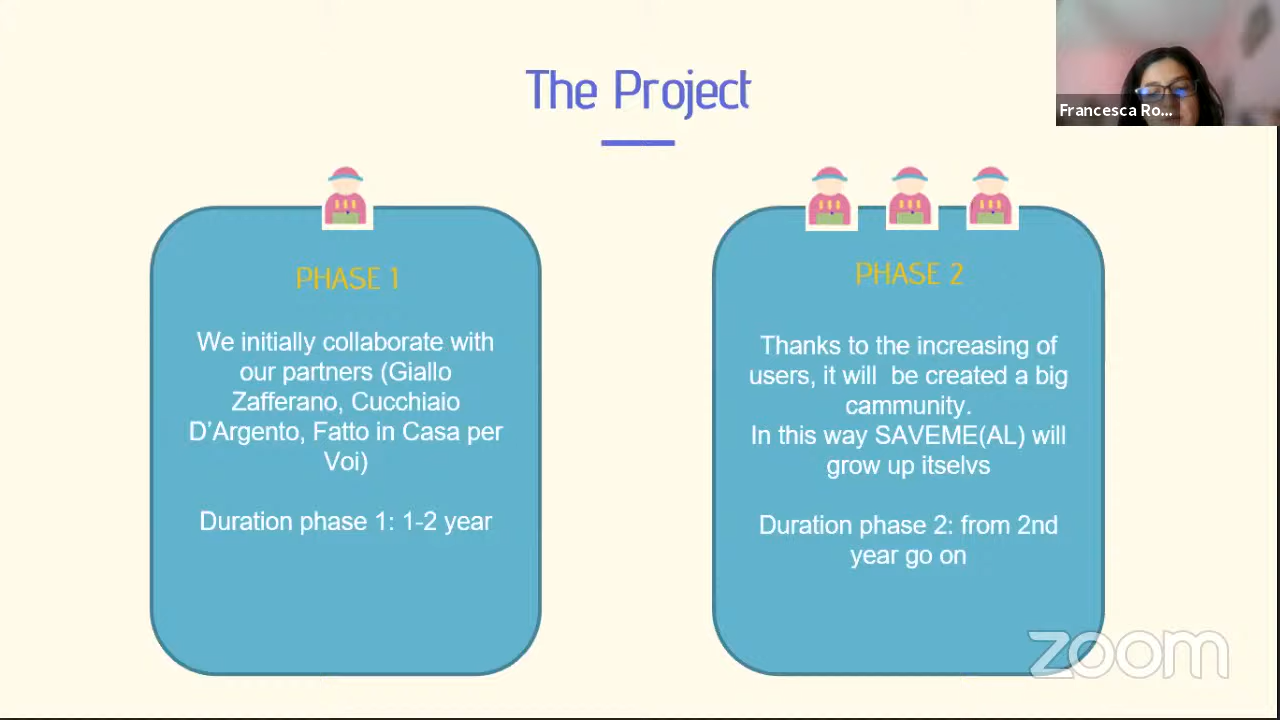 The Project
Francesca Ro...
PHASE 1
We initially collaborate with
our partners (Giallo
Zafferano, Cucchiaio
D'Argento, Fatto in Casa per
Voi)
Duration phase 1: 1-2 year
PHASE 2
Thanks to the increasing of
users, it will  be created a big
cammunity.
In this way SAVEME(AL) will
grow up itselvs
Duration phase 2: from 2nd
year go on
zoom